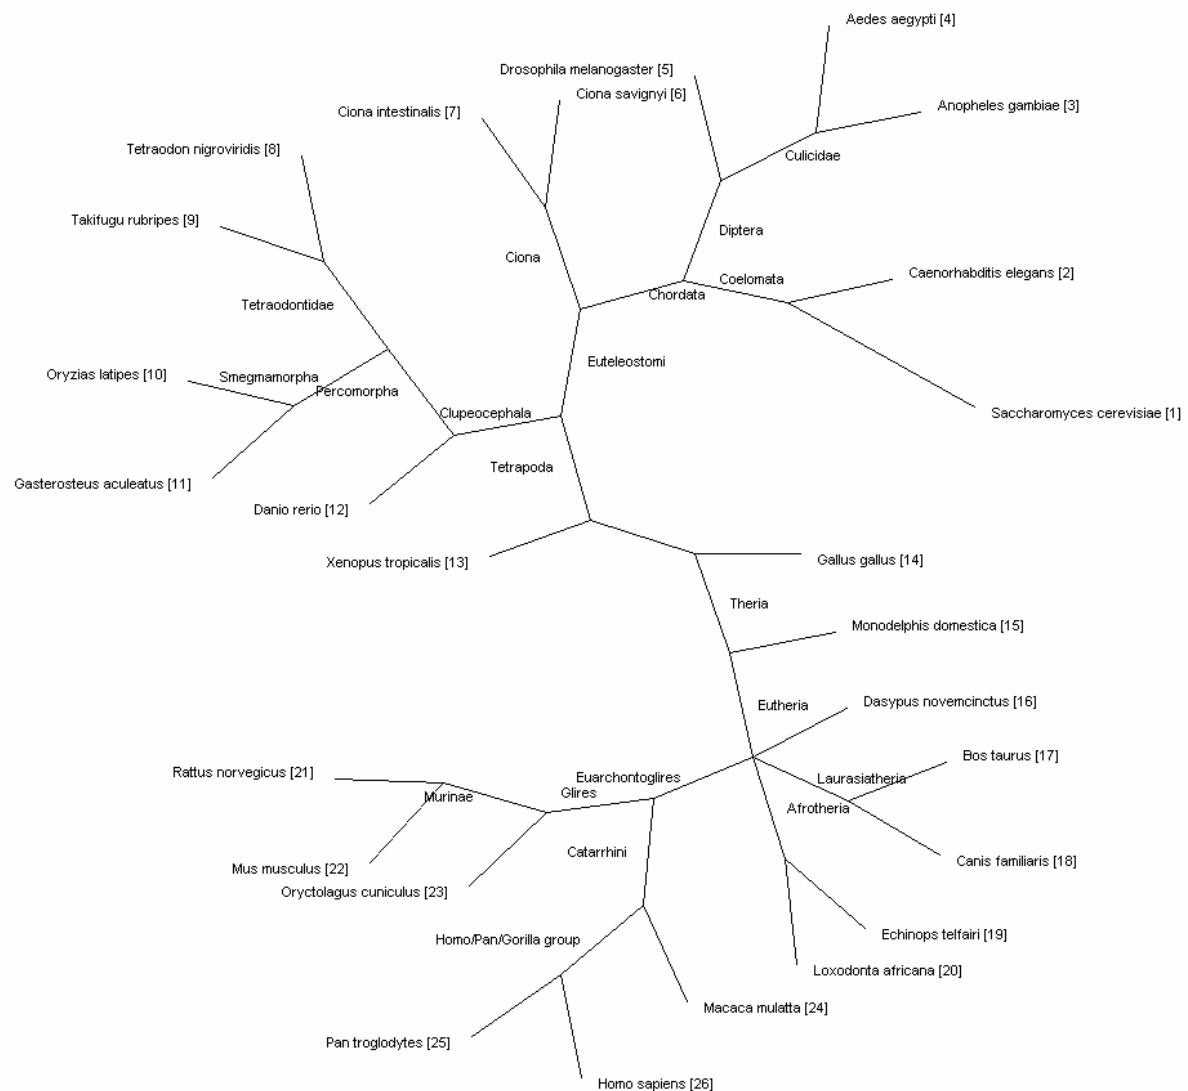 Aedes aegypti [4]
Drosophila melanogaster [5]
Ciona savignyi [6]
Anopheles gambiae [3]
Ciona intestinalis [7]
Tetraodon nigroviridis [8]
Culicidae
Takifugu rubripes [9]
Diptera
Ciona
Caenorhabditis elegans [2]
Coelomata
Chordata
Tetraodontidae
Euteleostomi
Oryzias latipes [10]
Smegmamorpha
Percomorpha
Clupeocephala
Saccharomyces cerevisiae [1]
Tetrapoda
Gasterosteus aculeatus [11]
Danio rerio [12]
Xenopus tropicalis [13]
Gallus gallus [14]
Theria
Monodelphis domestica [15]
Eutheria
Dasypus novemcinctus [16]
Bos taurus [17]
Rattus norvegicus [21]
Euarchontoglires
Laurasiatheria
Glires
Murinae
Afrotheria
Catarrhini
Canis familiaris [18]
Mus musculus [22]
Oryctolagus cuniculus [23]
Echinops telfairi [19]
Homo/Pan/Gorilla group
Loxodonta africana [20]
Macaca mulatta [24]
Pan troglodytes [25]
Homo sapiens [26]